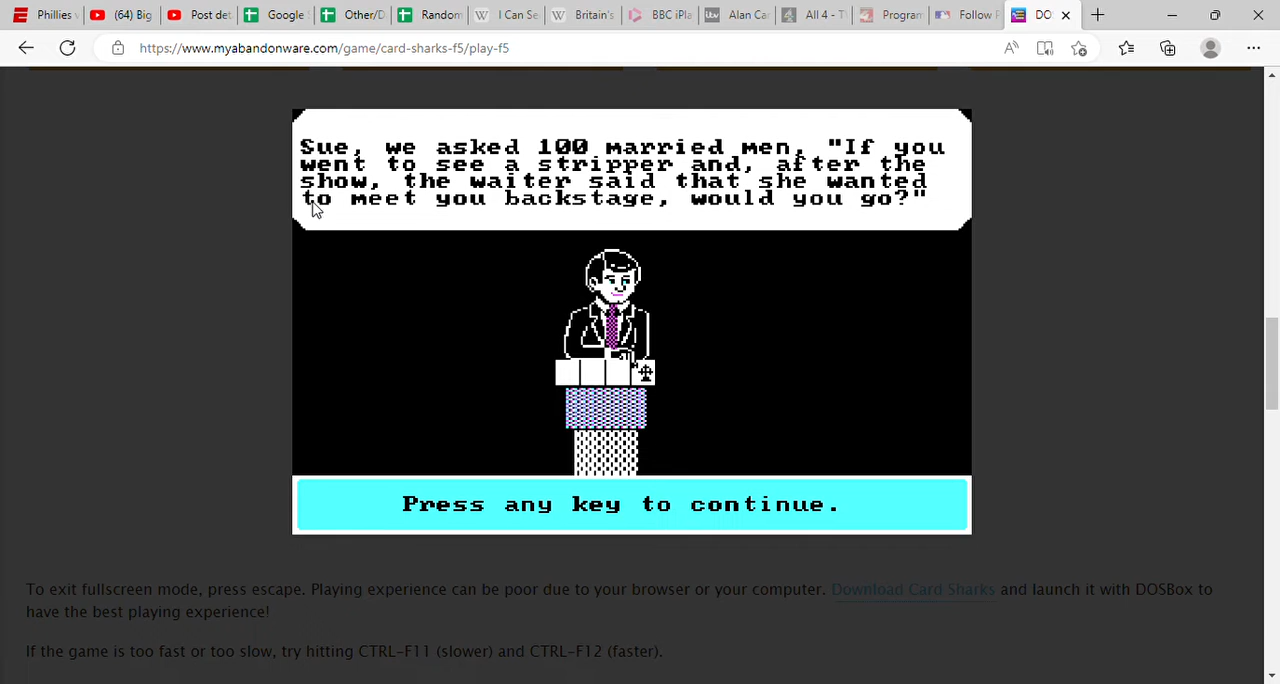 Phillies
(64) Big
Post det
Google
Other/D
Random
I Can Se
Britain's
BBC iPla
Alan Ca
All 4 - T
Program
Follow
DOS
https://www.myabandonware.com/game/card-sharks-f5/play-f5
Sue, we asked 100 married men, "If you
went to see a stripper and, after the
show, the waiter said that she wanted
to meet you backstage, would you go?"
Press any key to continue.
To exit fullscreen mode, press escape. Playing experience can be poor due to your browser or your computer. Download Card Sharks and launch it with DOSBox to
have the best playing experience!
If the game is too fast or too slow, try hitting CTRL-F11 (slower) and CTRL-F12 (faster).